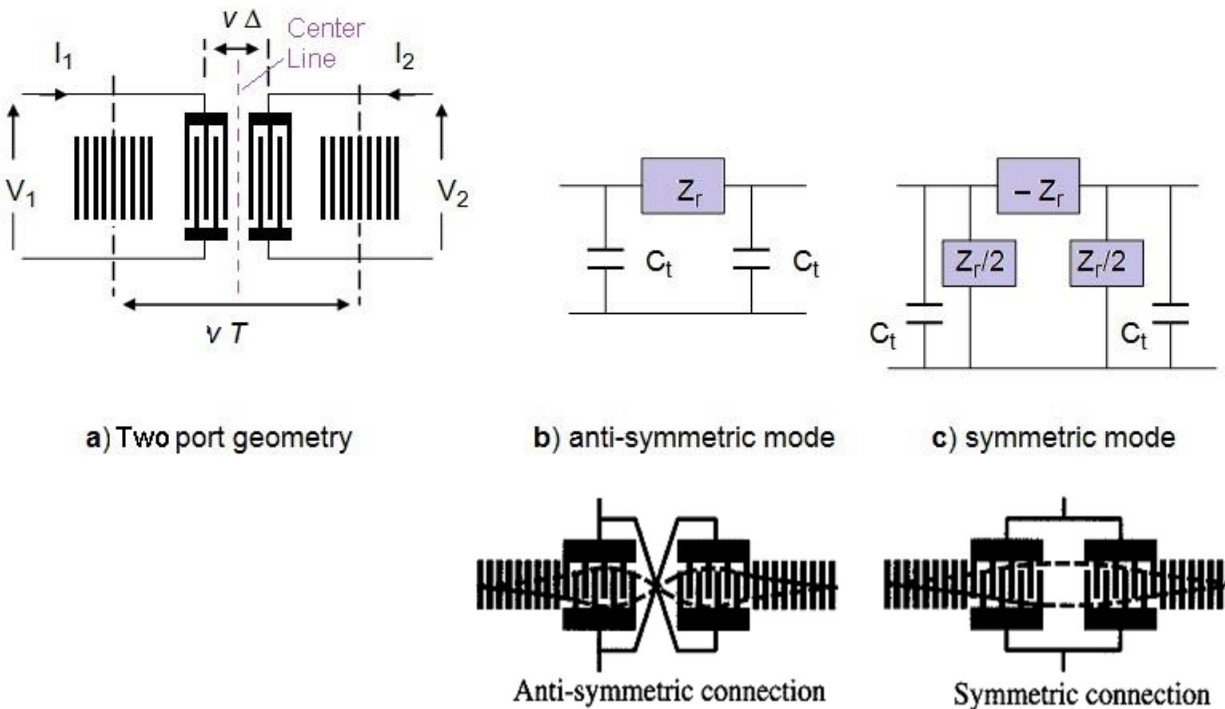 v Δ
Center
Line
I1
I2
V1
V2
v T
Zr
Ct
Ct
– Zr
Zr/2
Zr/2
Ct
Ct
a) Two port geometry
b) anti-symmetric mode
c) symmetric mode
Anti-symmetric connection
Symmetric connection